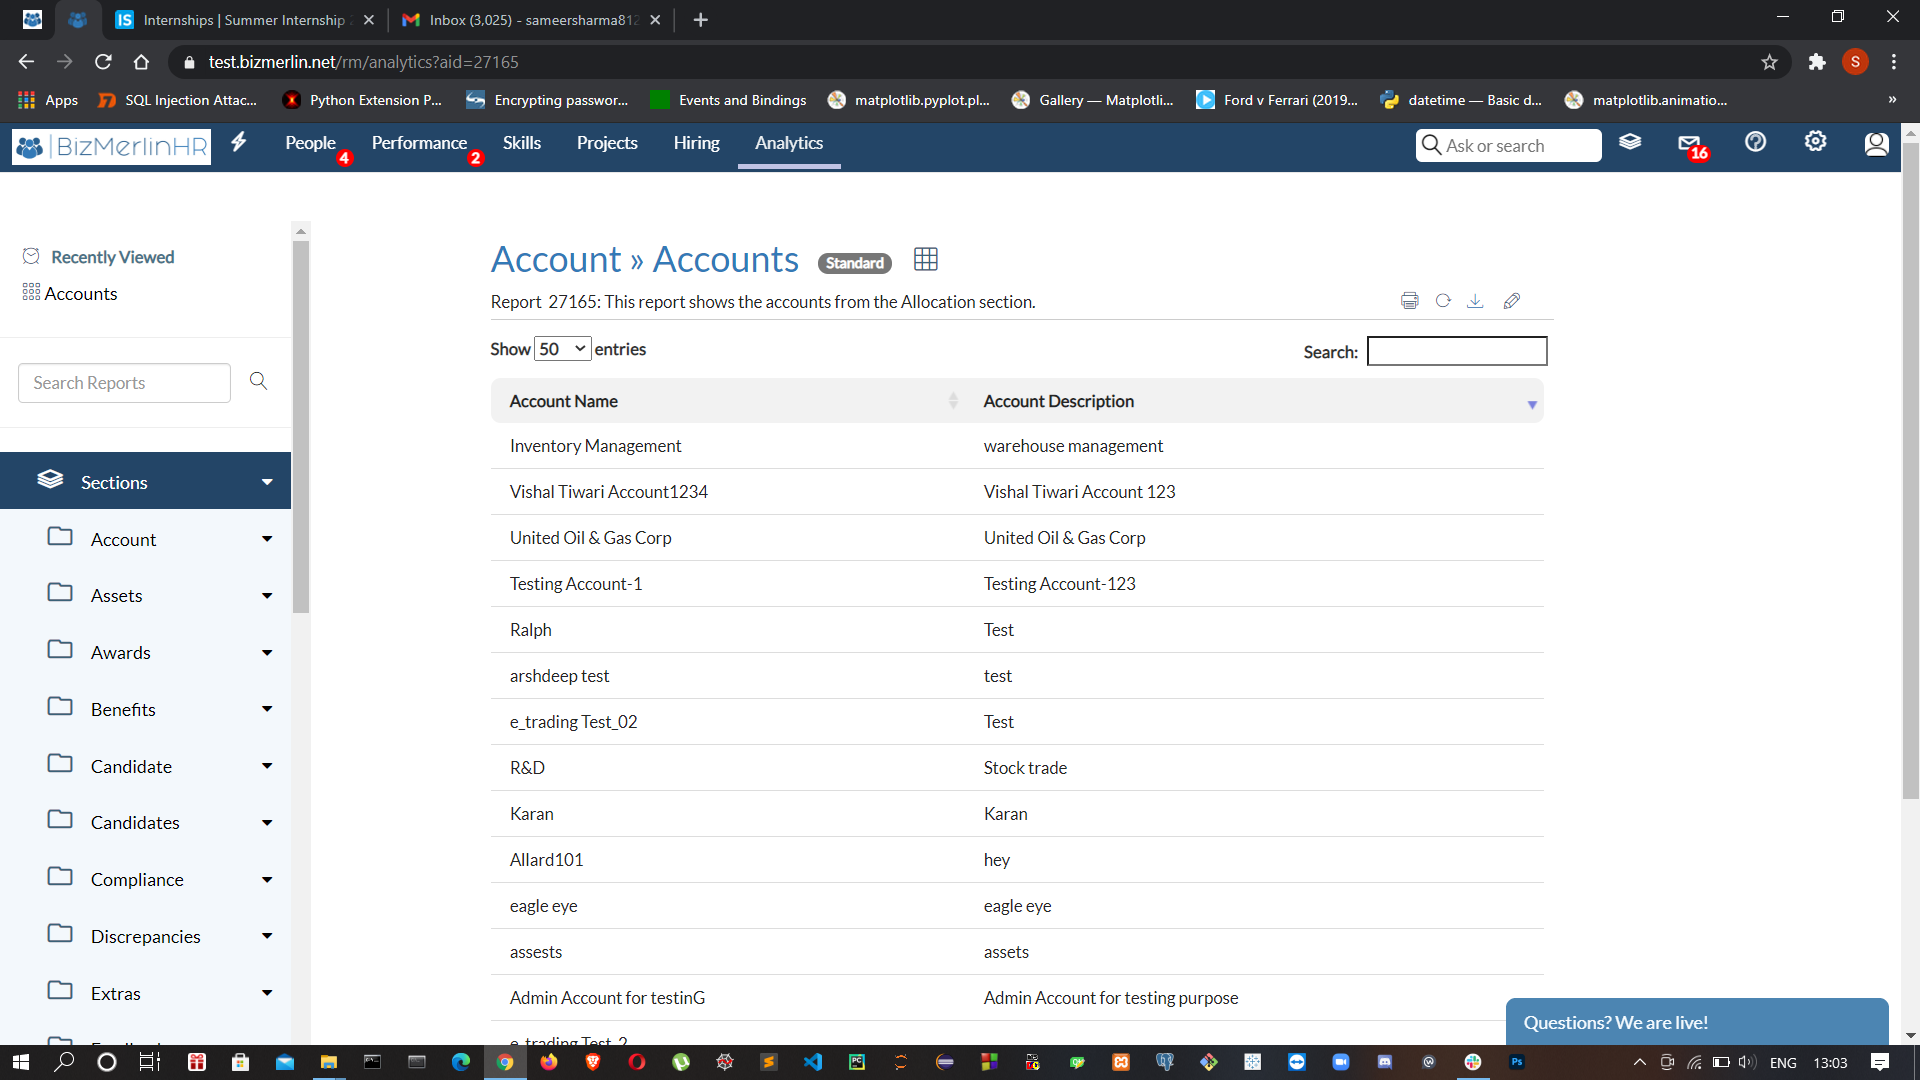 Internships | Summer Internship
Inbox (3,025) - sameersharma812
test.bizmerlin.net/rm/analytics?aid=27165
S
Apps
SQL Injection Attac...
Python Extension P...
Encrypting passwor...
Events and Bindings
matplotlib.pyplot.pl...
Gallery — Matplotli...
Ford v Ferrari (2019...
datetime — Basic d...
matplotlib.animatio...
»
BizMerlinHR
People 4
Performance 2
Skills
Projects
Hiring
Analytics
Ask or search
16
Recently Viewed
Accounts
Search Reports
Sections
Account
Assets
Awards
Benefits
Candidate
Candidates
Compliance
Discrepancies
Extras
Account » Accounts Standard
Report 27165: This report shows the accounts from the Allocation section.
Show 50 entries
Search:
Account Name Account Description
Inventory Management warehouse management
Vishal Tiwari Account1234 Vishal Tiwari Account 123
United Oil & Gas Corp United Oil & Gas Corp
Testing Account-1 Testing Account-123
Ralph Test
arshdeep test test
e_trading Test_02 Test
R&D Stock trade
Karan Karan
Allard101 hey
eagle eye eagle eye
assests assets
Admin Account for testinG Admin Account for testing purpose
e_trading Test_2
Questions? We are live!
ENG 13:03